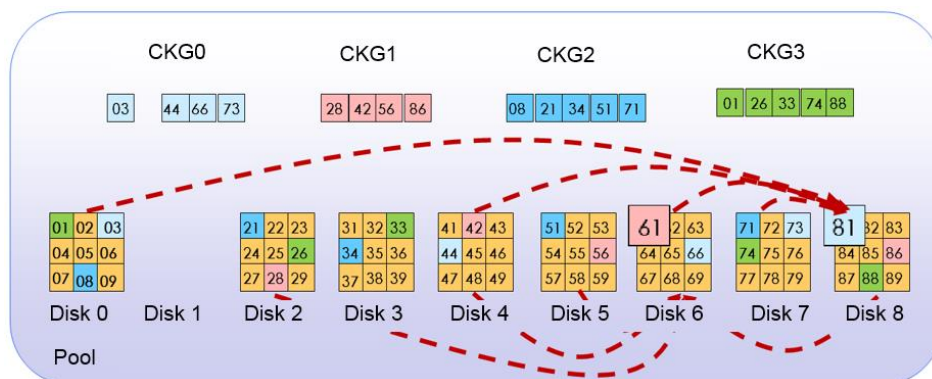 CKG0 CKG1 CKG2 CKG3
03 44 66 73 28 42 56 86 08 21 34 51 71 01 26 33 74 88
01 02 03 21 22 23 31 32 33 41 42 43 51 52 53 61 62 63 71 72 73 81 82 83
04 05 06 24 25 26 34 35 36 44 45 46 54 55 56 64 65 66 74 75 76 84 85 86
07 08 09 27 28 29 37 38 39 47 48 49 57 58 59 67 68 69 77 78 79 87 88 89
Disk 0 Disk 1 Disk 2 Disk 3 Disk 4 Disk 5 Disk 6 Disk 7 Disk 8
Pool